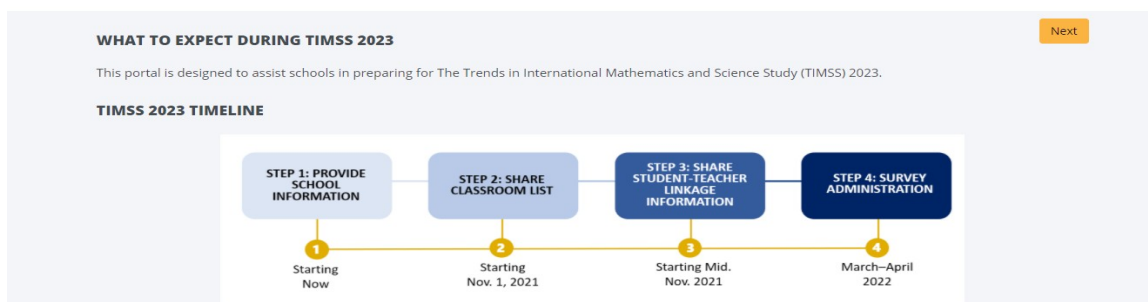 Next
WHAT TO EXPECT DURING TIMSS 2023
This portal is designed to assist schools in preparing for The Trends in International Mathematics and Science Study (TIMSS) 2023.
TIMSS 2023 TIMELINE
STEP 1: PROVIDE
SCHOOL
INFORMATION
STEP 2: SHARE
CLASSROOM LIST
STEP 3: SHARE
STUDENT-TEACHER
LINKAGE
INFORMATION
STEP 4: SURVEY
ADMINISTRATION
1
2
3
4
Starting
Now
Starting
Nov. 1, 2021
Starting Mid.
Nov. 2021
March–April
2022